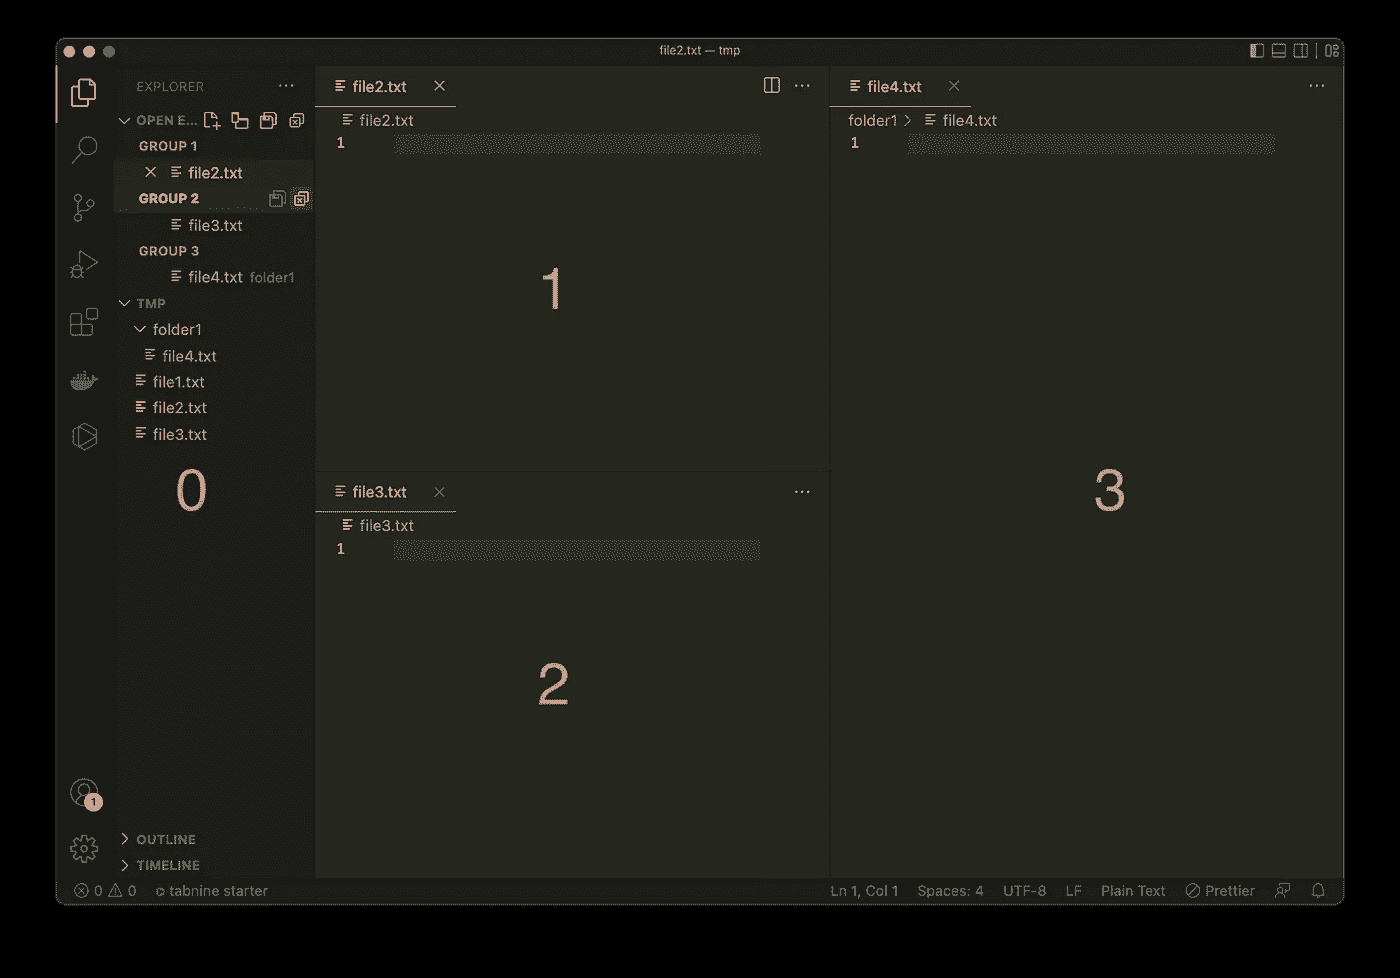 file2.txt — tmp
EXPLORER
OPEN E...
GROUP 1
file2.txt
GROUP 2
file3.txt
GROUP 3
file4.txt folder1
TMP
folder1
file4.txt
file1.txt
file2.txt
file3.txt
0
OUTLINE
TIMELINE
1
file2.txt
file2.txt
1
1
file3.txt
file3.txt
1
2
file4.txt
folder1 > file4.txt
1
3
0 0 tabnine starter
Ln 1, Col 1 Spaces: 4 UTF-8 LF Plain Text Prettier